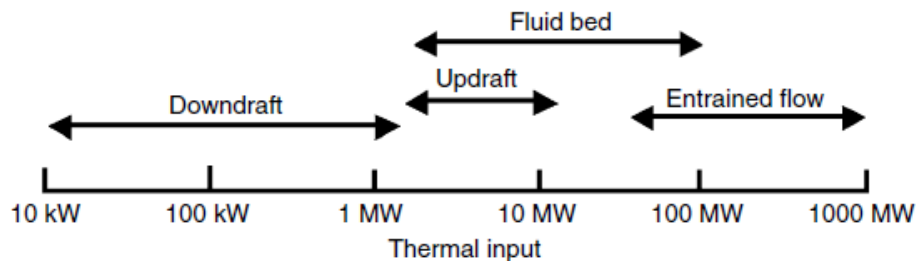 Fluid bed
Updraft
Downdraft
Entrained flow
10 kW 100 kW 1 MW 10 MW 100 MW 1000 MW
Thermal input